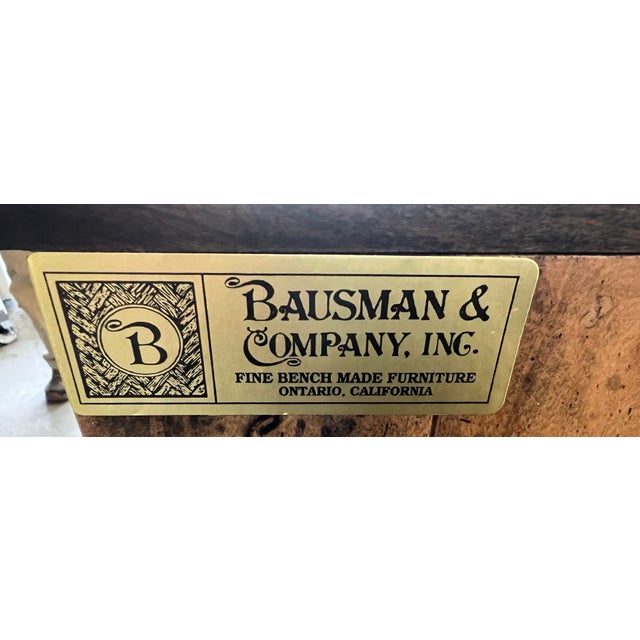 B
BAUSMAN &
COMPANY, INC.
FINE BENCH MADE FURNITURE
ONTARIO, CALIFORNIA